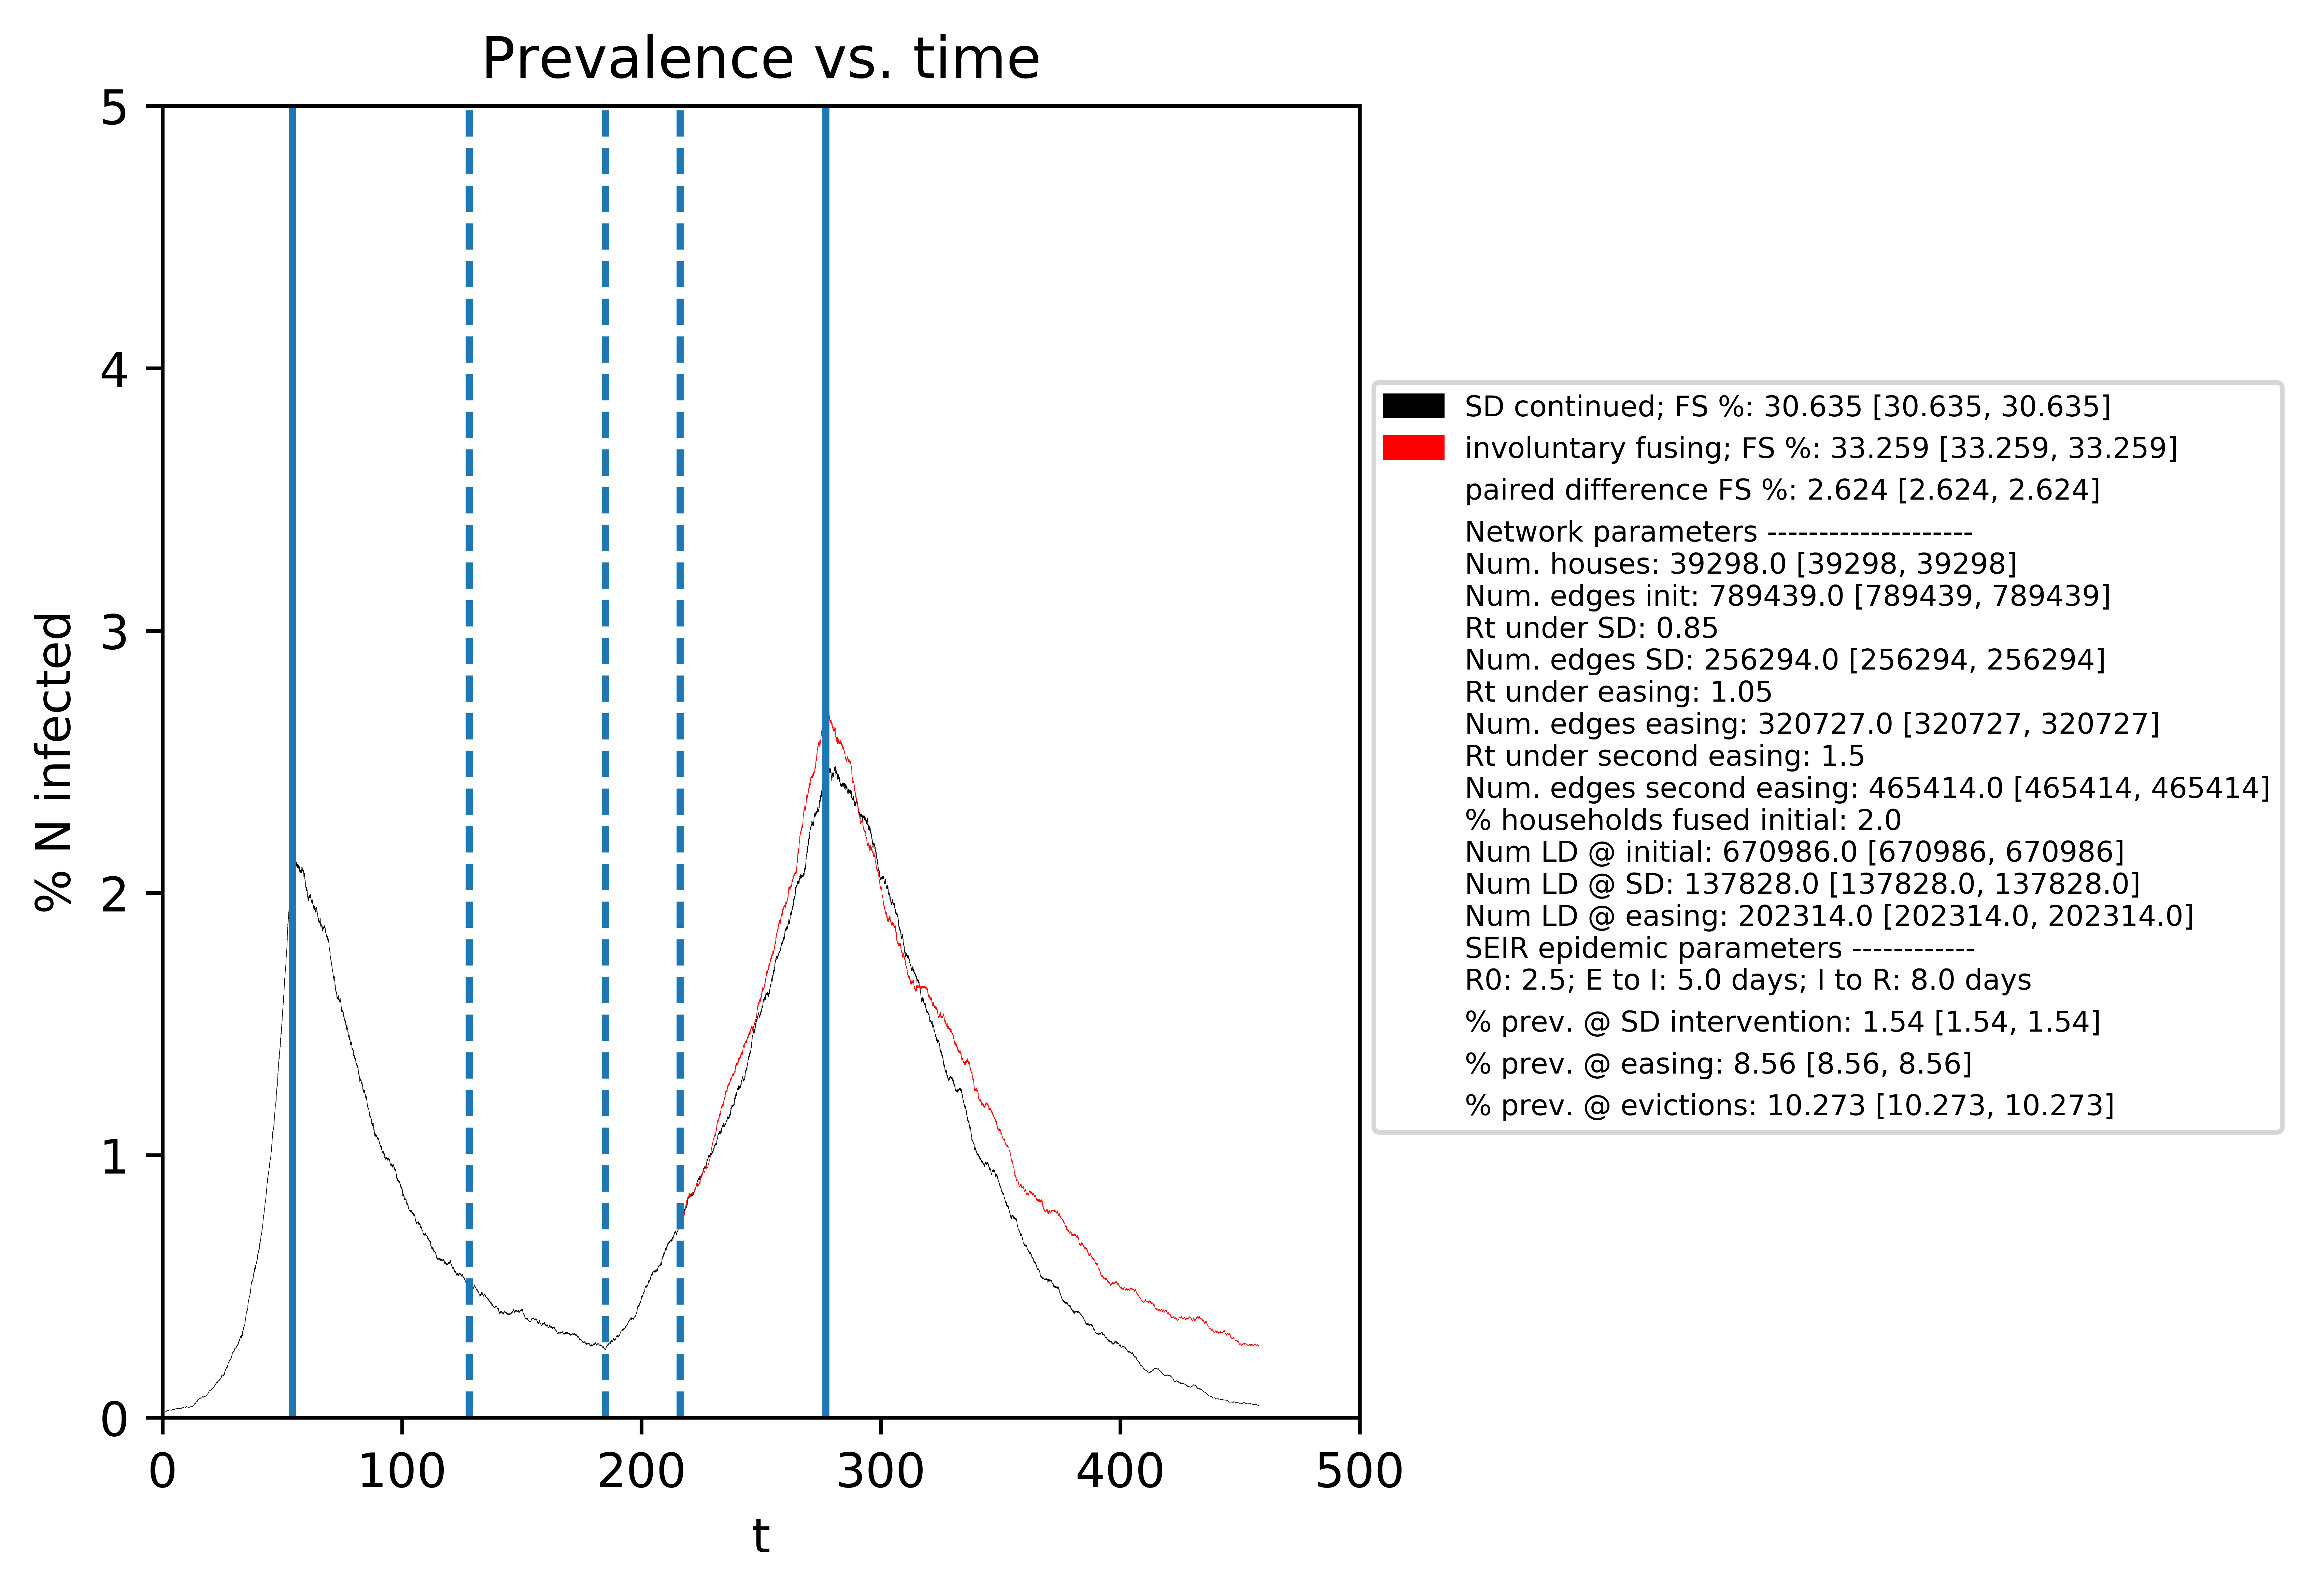 Prevalence vs. time
% N infected
5
4
3
2
1
0
0 100 200 300 400 500
t
SD continued; FS %: 30.635 [30.635, 30.635]
involuntary fusing; FS %: 33.259 [33.259, 33.259]
paired difference FS %: 2.624 [2.624, 2.624]
Network parameters --------------------
Num. houses: 39298.0 [39298, 39298]
Num. edges init: 789439.0 [789439, 789439]
Rt under SD: 0.85
Num. edges SD: 256294.0 [256294, 256294]
Rt under easing: 1.05
Num. edges easing: 320727.0 [320727, 320727]
Rt under second easing: 1.5
Num. edges second easing: 465414.0 [465414, 465414]
% households fused initial: 2.0
Num LD @ initial: 670986.0 [670986, 670986]
Num LD @ SD: 137828.0 [137828.0, 137828.0]
Num LD @ easing: 202314.0 [202314.0, 202314.0]
SEIR epidemic parameters ------------
R0: 2.5; E to I: 5.0 days; I to R: 8.0 days
% prev. @ SD intervention: 1.54 [1.54, 1.54]
% prev. @ easing: 8.56 [8.56, 8.56]
% prev. @ evictions: 10.273 [10.273, 10.273]